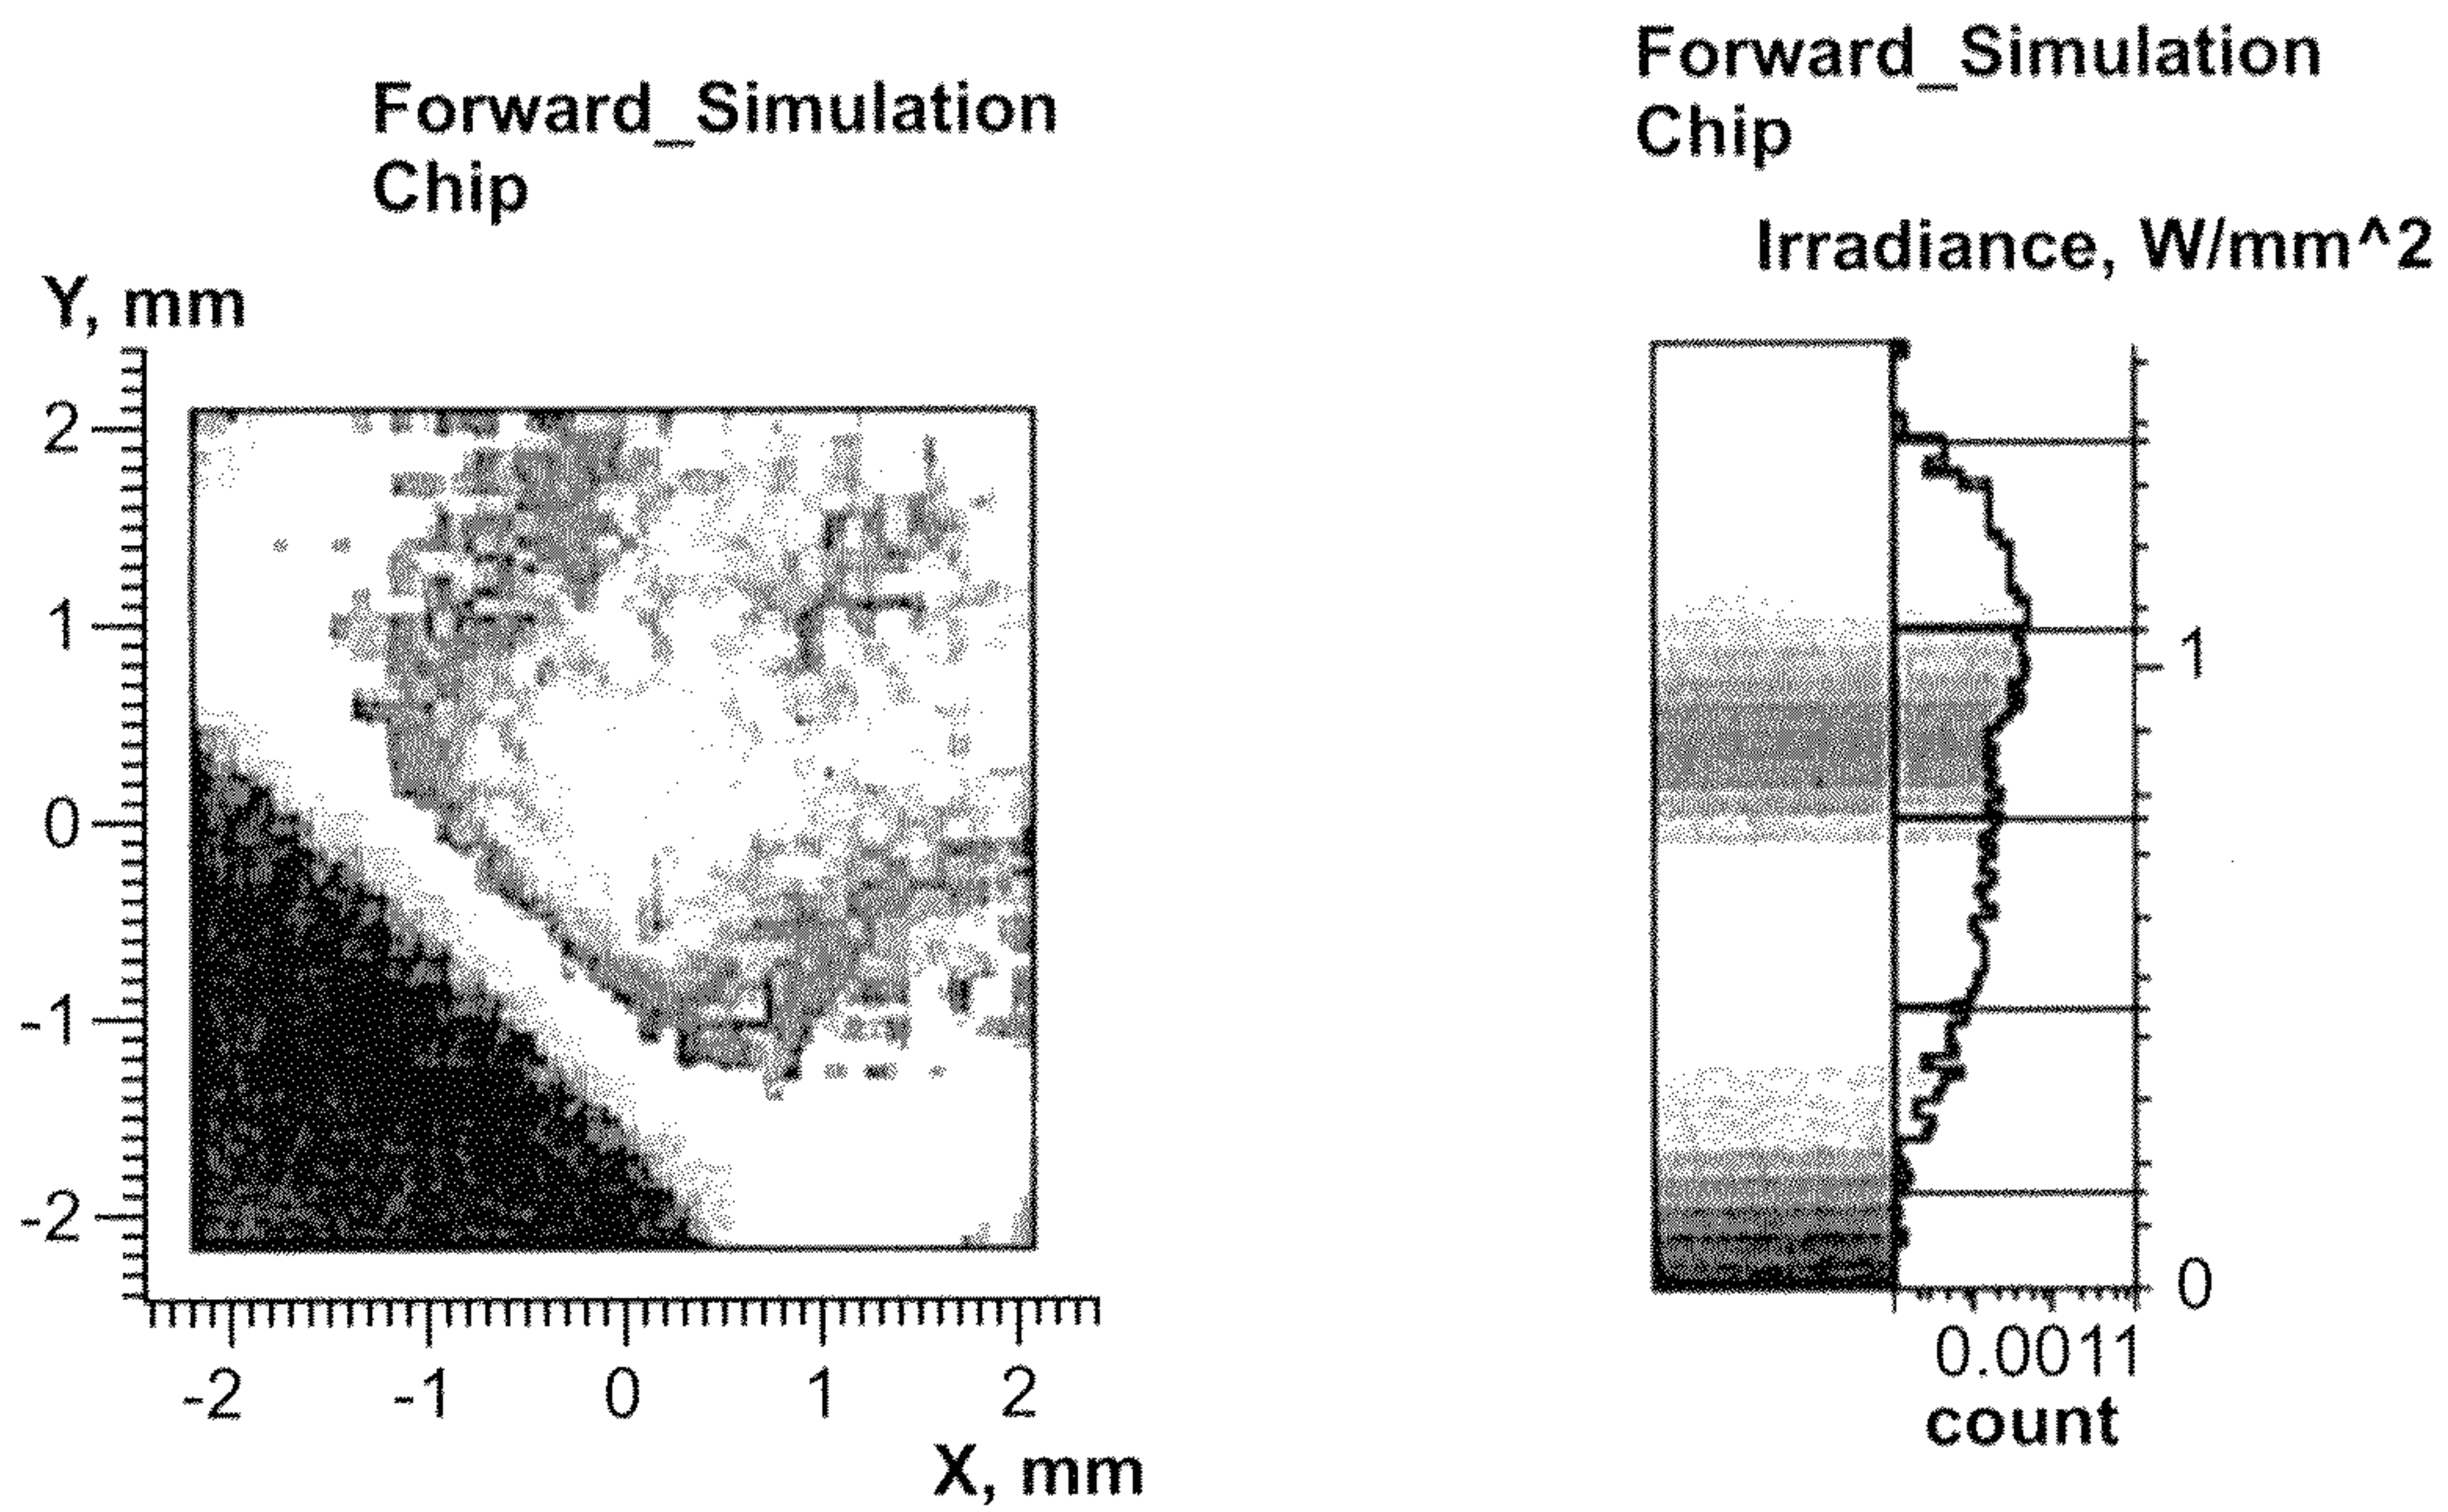 Forward_Simulation
Chip
Y, mm
2
1
0
-1
-2
-2 -1 0 1 2
X, mm
Forward_Simulation
Chip
Irradiance, W/mm^2
1
0
0.0011
count